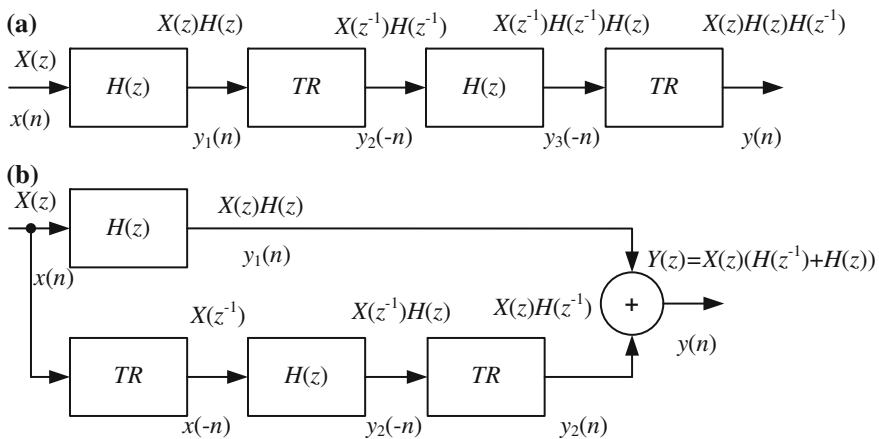 (a)
X(z)H(z) X(z⁻¹)H(z⁻¹) X(z⁻¹)H(z⁻¹)H(z) X(z)H(z)H(z⁻¹)
X(z)
H(z) TR H(z) TR
x(n)
y₁(n) y₂(-n) y₃(-n) y(n)
(b)
X(z)
H(z)
X(z)H(z)
x(n)
y₁(n)
Y(z)=X(z)(H(z⁻¹)+H(z))
X(z⁻¹) X(z⁻¹)H(z) X(z)H(z⁻¹)
+
y(n)
TR H(z) TR
x(-n) y₂(-n) y₂(n)